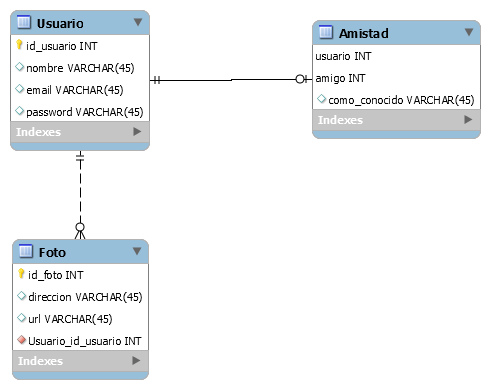 Usuario
id_usuario INT
nombre VARCHAR(45)
email VARCHAR(45)
password VARCHAR(45)
Indexes
Amistad
usuario INT
amigo INT
como_conocido VARCHAR(45)
Indexes
Foto
id_foto INT
direccion VARCHAR(45)
url VARCHAR(45)
Usuario_id_usuario INT
Indexes